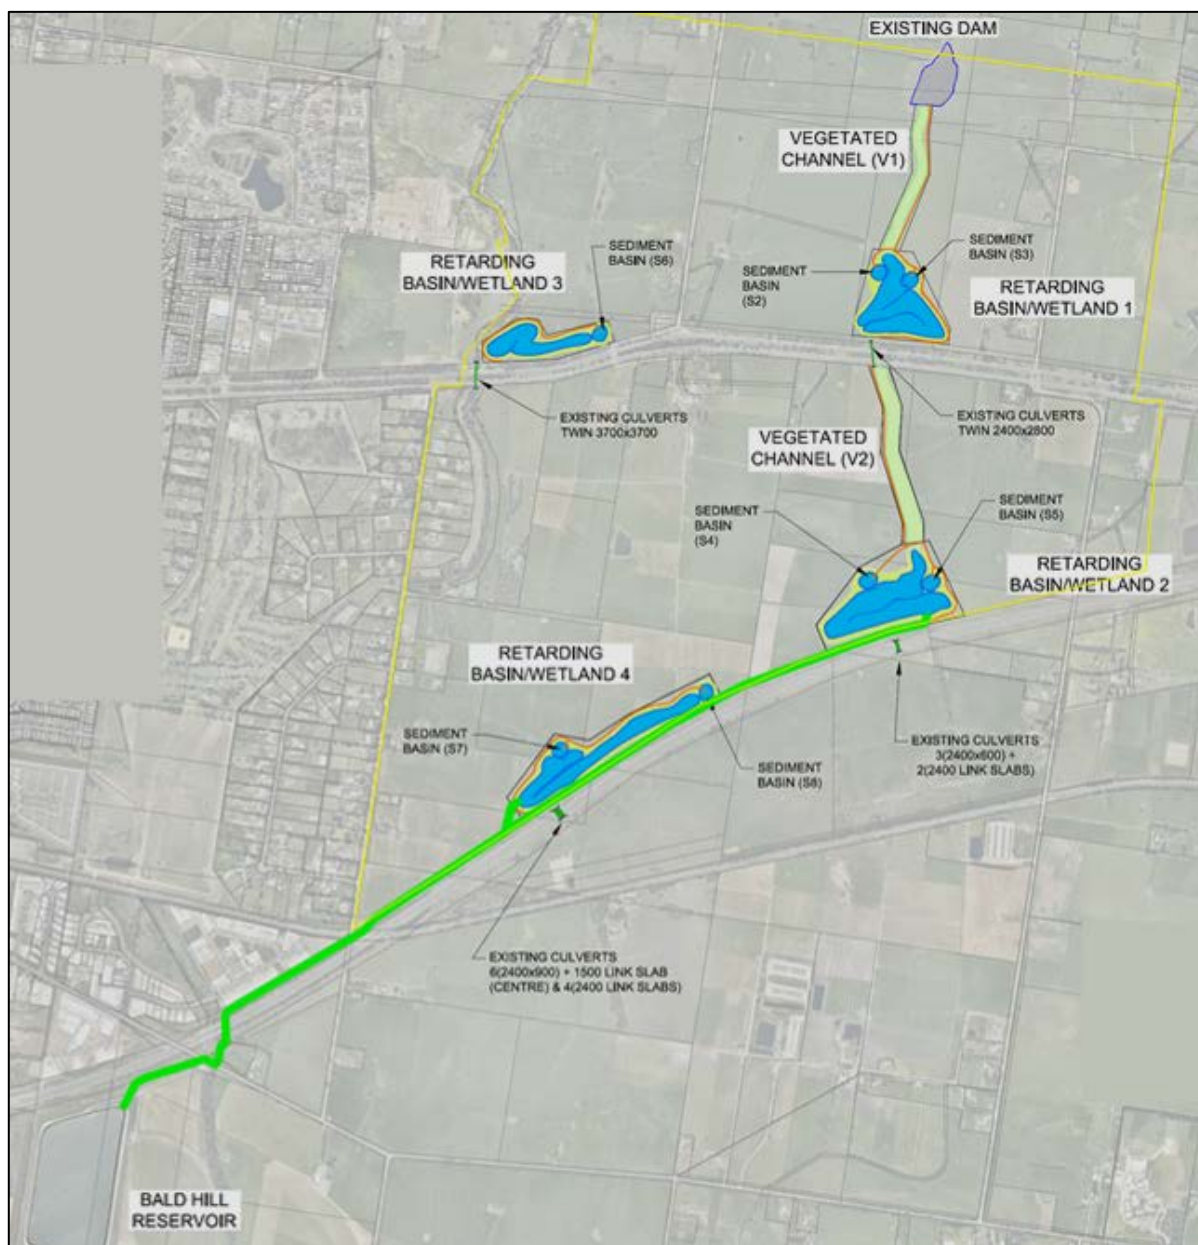 EXISTING DAM
VEGETATED
CHANNEL (V1)
SEDIMENT
BASIN (S3)
SEDIMENT
BASIN (S6)
RETARDING
BASIN/WETLAND 3
SEDIMENT
BASIN
(S2)
RETARDING
BASIN/WETLAND 1
EXISTING CULVERTS
TWIN 3700x3700
EXISTING CULVERTS
TWIN 2400x2800
VEGETATED
CHANNEL (V2)
SEDIMENT
BASIN
(S4)
SEDIMENT
BASIN (S5)
RETARDING
BASIN/WETLAND 2
RETARDING
BASIN/WETLAND 4
SEDIMENT
BASIN (S7)
EXISTING CULVERTS
3(2400x600) +
2(2400 LINK SLABS)
SEDIMENT
BASIN (S8)
EXISTING CULVERTS
6(2400x900) + 1500 LINK SLAB
(CENTRE) & 4(2400 LINK SLABS)
BALD HILL
RESERVOIR